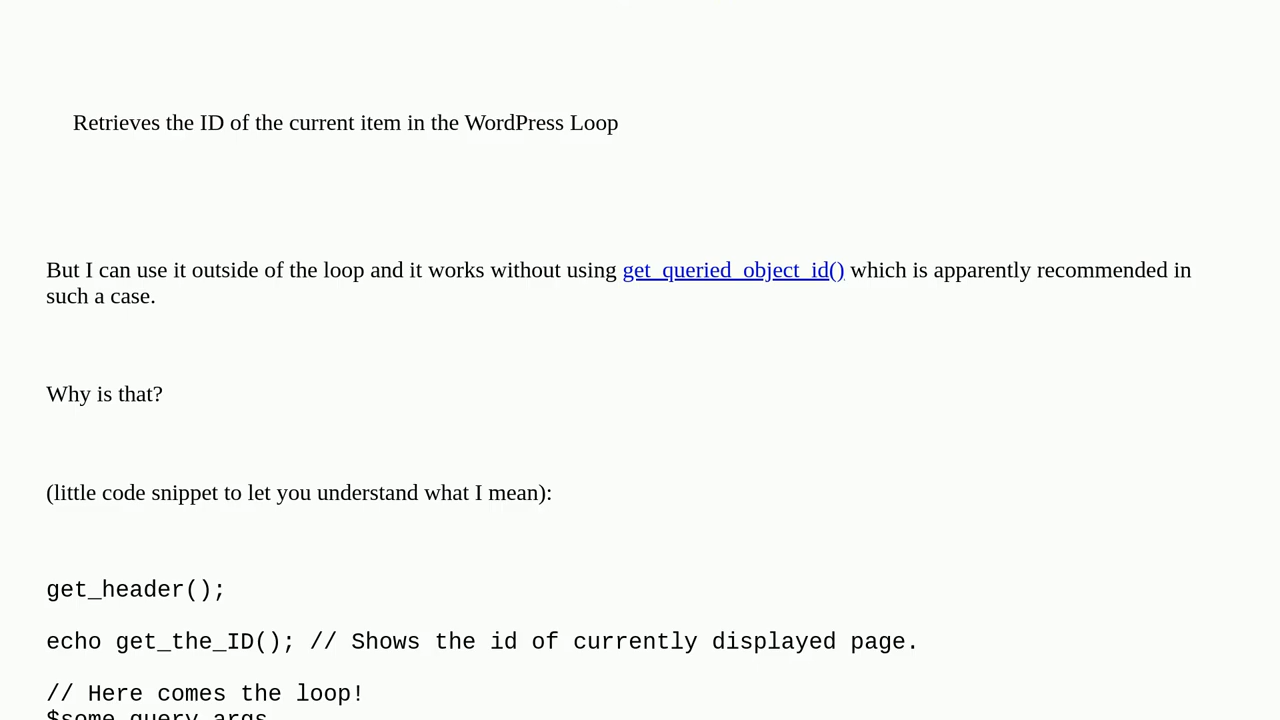 Retrieves the ID of the current item in the WordPress Loop
But I can use it outside of the loop and it works without using get_queried_object_id() which is apparently recommended in
such a case.
Why is that?
(little code snippet to let you understand what I mean):
get_header();
echo get_the_ID(); // Shows the id of currently displayed page.
// Here comes the loop!
$some_query_args